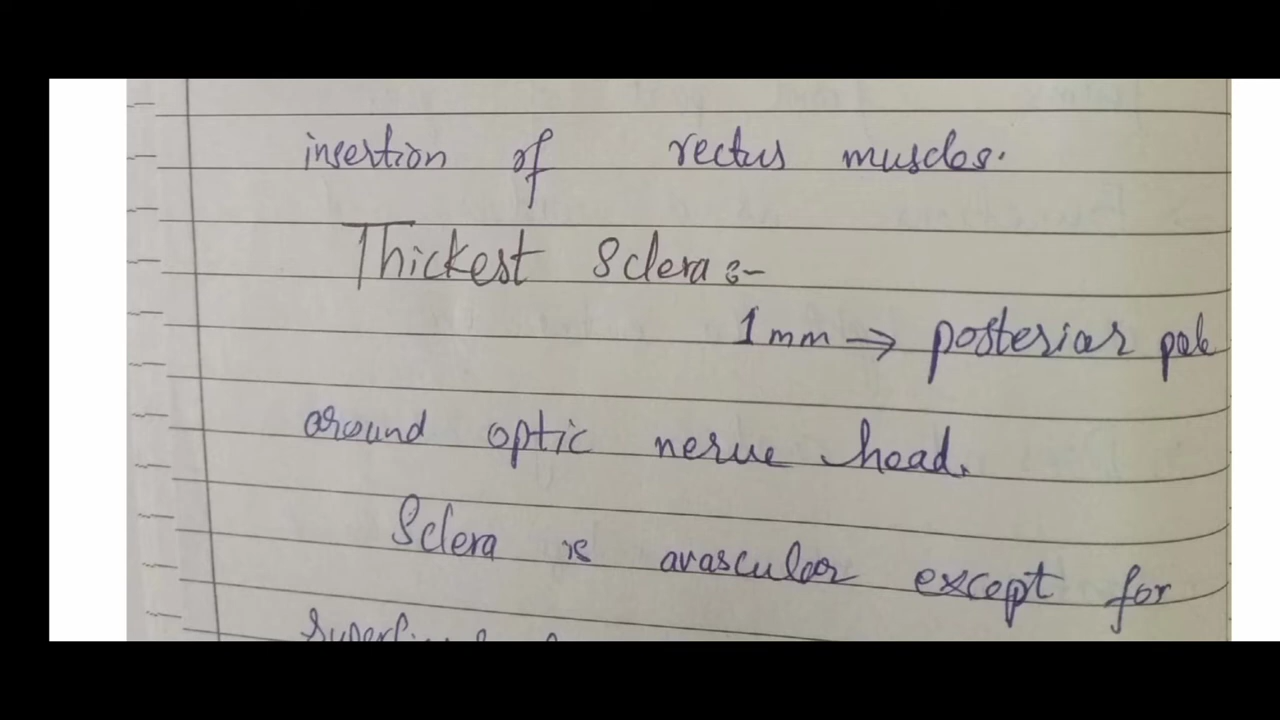 insertion of rectus muscles.
Thickest Sclera :-
1mm → posterior pole
around optic nerve head.
Sclera is avascular except for